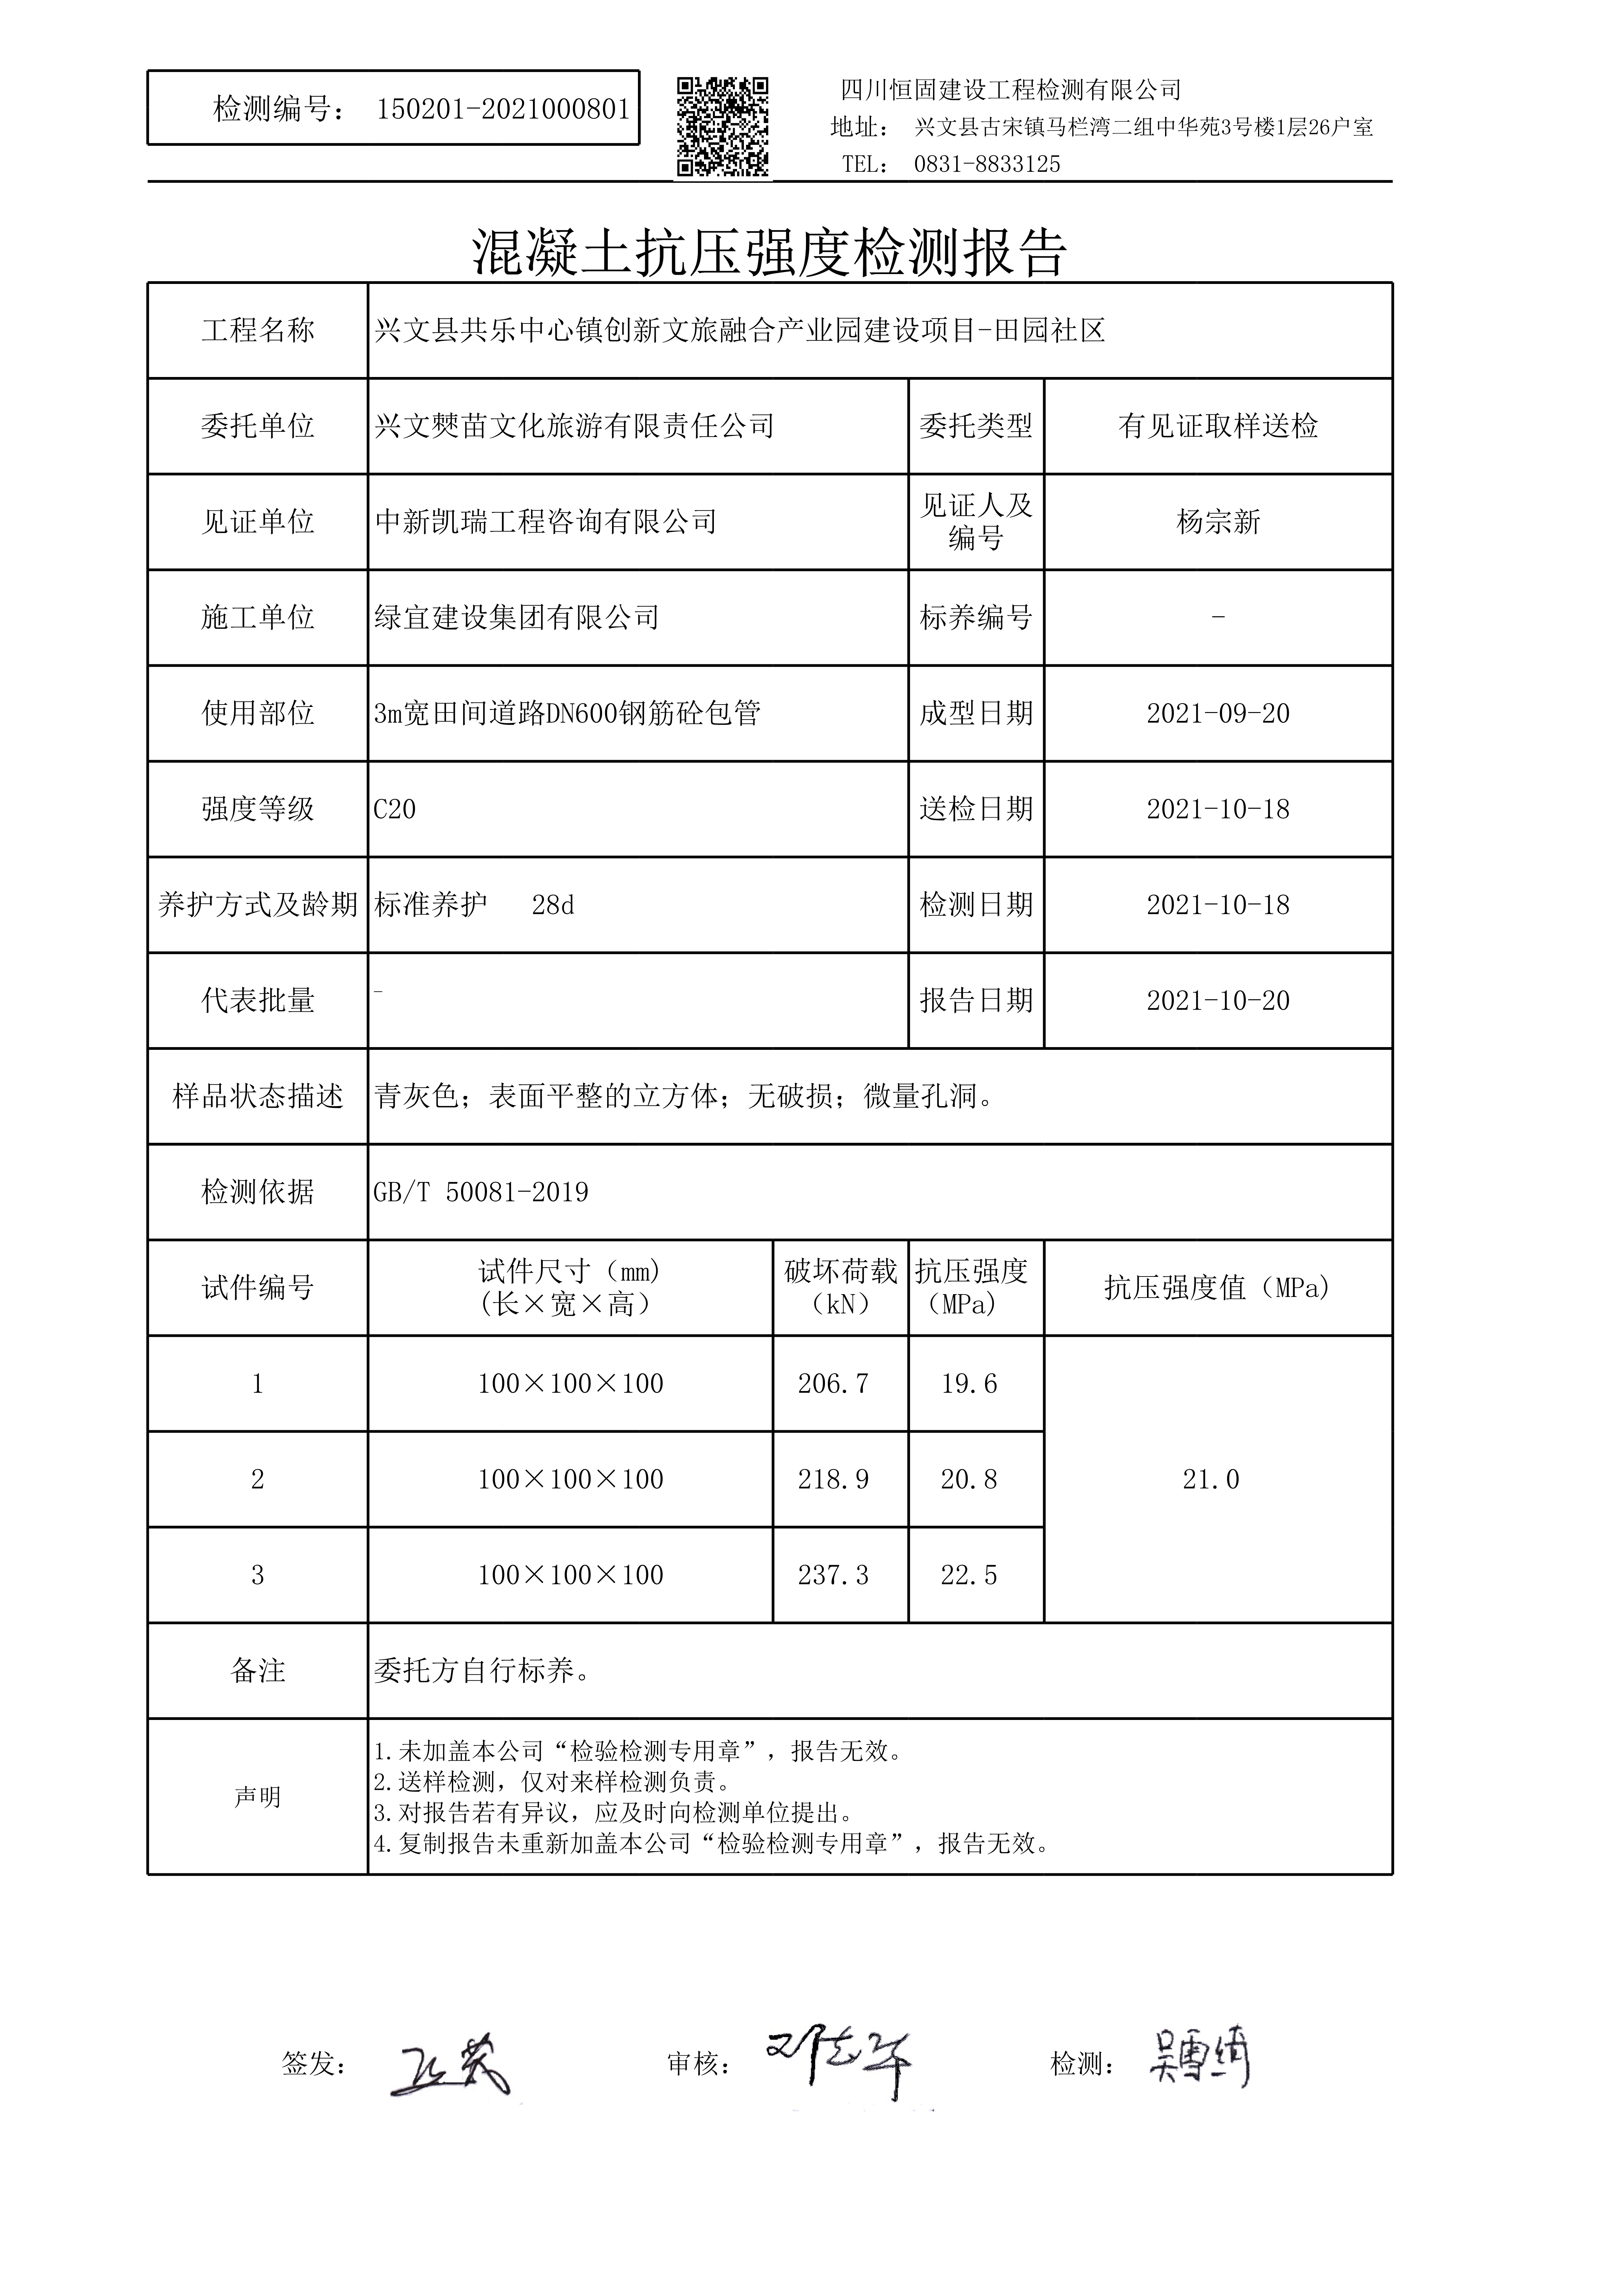 检测编号： 150201-2021000801
四川恒固建设工程检测有限公司
地址： 兴文县古宋镇马栏湾二组中华苑3号楼1层26户室
TEL： 0831-8833125
混凝土抗压强度检测报告
工程名称 兴文县共乐中心镇创新文旅融合产业园建设项目-田园社区
委托单位 兴文僰苗文化旅游有限责任公司 委托类型 有见证取样送检
见证单位 中新凯瑞工程咨询有限公司 见证人及编号 杨宗新
施工单位 绿宜建设集团有限公司 标养编号 -
使用部位 3m宽田间道路DN600钢筋砼包管 成型日期 2021-09-20
强度等级 C20 送检日期 2021-10-18
养护方式及龄期 标准养护 28d 检测日期 2021-10-18
代表批量 - 报告日期 2021-10-20
样品状态描述 青灰色；表面平整的立方体；无破损；微量孔洞。
检测依据 GB/T 50081-2019
试件编号 试件尺寸（mm)(长×宽×高） 破坏荷载（kN） 抗压强度（MPa) 抗压强度值（MPa)
1 100×100×100 206.7 19.6 21.0
2 100×100×100 218.9 20.8
3 100×100×100 237.3 22.5
备注 委托方自行标养。
声明
1.未加盖本公司“检验检测专用章”，报告无效。
2.送样检测，仅对来样检测负责。
3.对报告若有异议，应及时向检测单位提出。
4.复制报告未重新加盖本公司“检验检测专用章”，报告无效。
签发： 审核： 检测： 吴雪绮